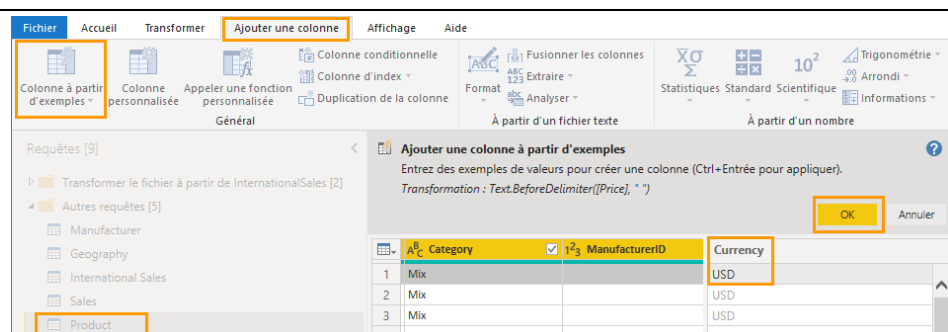 Fichier Accueil Transformer Ajouter une colonne Affichage Aide
Colonne à partir d'exemples
Colonne personnalisée
Appeler une fonction personnalisée
Colonne conditionnelle
Colonne d'index
Duplication de la colonne
Général
Format
Fusionner les colonnes
Extraire
Analyser
À partir d'un fichier texte
Statistiques
Standard
Scientifique
Trigonométrie
Arrondi
Informations
À partir d'un nombre
Requêtes [9]
Transformer le fichier à partir de InternationalSales [2]
Autres requêtes [5]
Manufacturer
Geography
International Sales
Sales
Product
Ajouter une colonne à partir d'exemples
Entrez des exemples de valeurs pour créer une colonne (Ctrl+Entrée pour appliquer).
Transformation : Text.BeforeDelimiter([Price], " ")
OK Annuler
Category ManufacturerID Currency
1 Mix USD
2 Mix USD
3 Mix USD